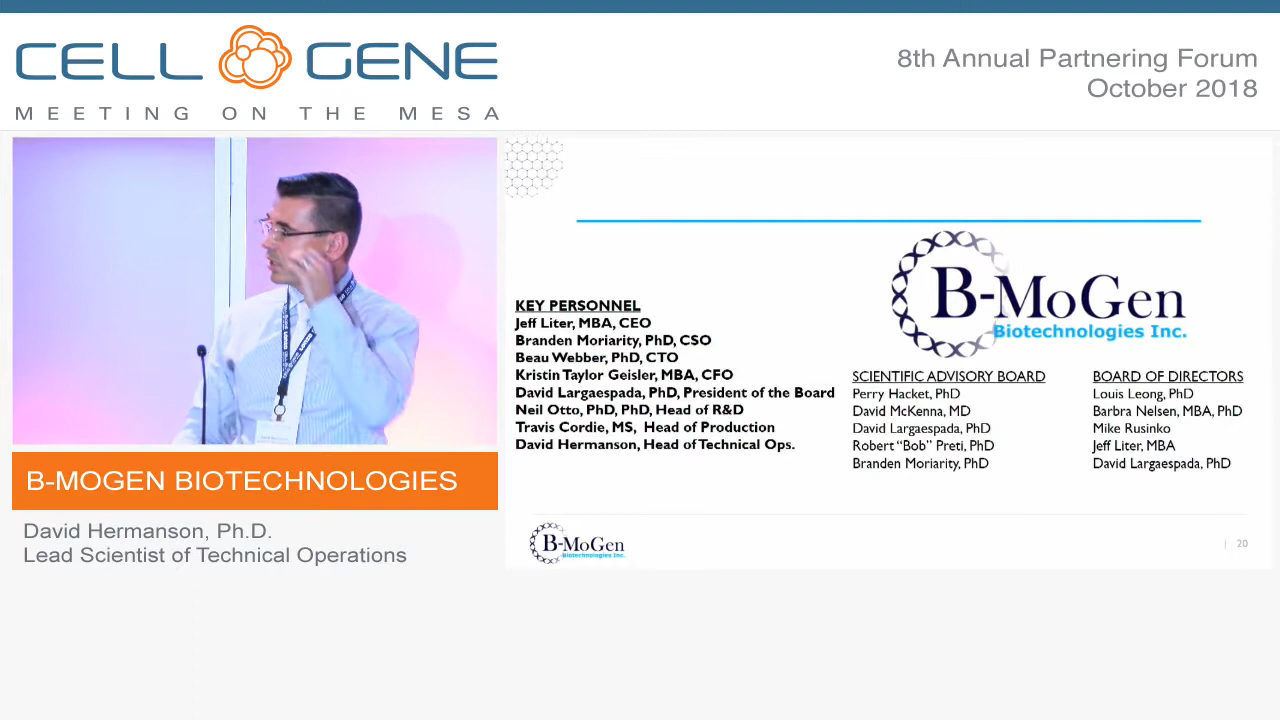 CELL GENE
MEETING ON THE MESA
8th Annual Partnering Forum
October 2018
B-MOGEN BIOTECHNOLOGIES
David Hermanson, Ph.D.
Lead Scientist of Technical Operations
B-MoGen
Biotechnologies Inc.
KEY PERSONNEL
Jeff Liter, MBA, CEO
Branden Moriarity, PhD, CSO
Beau Webber, PhD, CTO
Kristin Taylor Geisler, MBA, CFO
David Largaespada, PhD, President of the Board
Neil Otto, PhD, PhD, Head of R&D
Travis Cordie, MS, Head of Production
David Hermanson, Head of Technical Ops.
SCIENTIFIC ADVISORY BOARD
Perry Hacket, PhD
David McKenna, MD
David Largaespada, PhD
Robert “Bob” Preti, PhD
Branden Moriarity, PhD
BOARD OF DIRECTORS
Louis Leong, PhD
Barbra Nelsen, MBA, PhD
Mike Rusinko
Jeff Liter, MBA
David Largaespada, PhD
B-MoGen
Biotechnologies Inc.
| 20